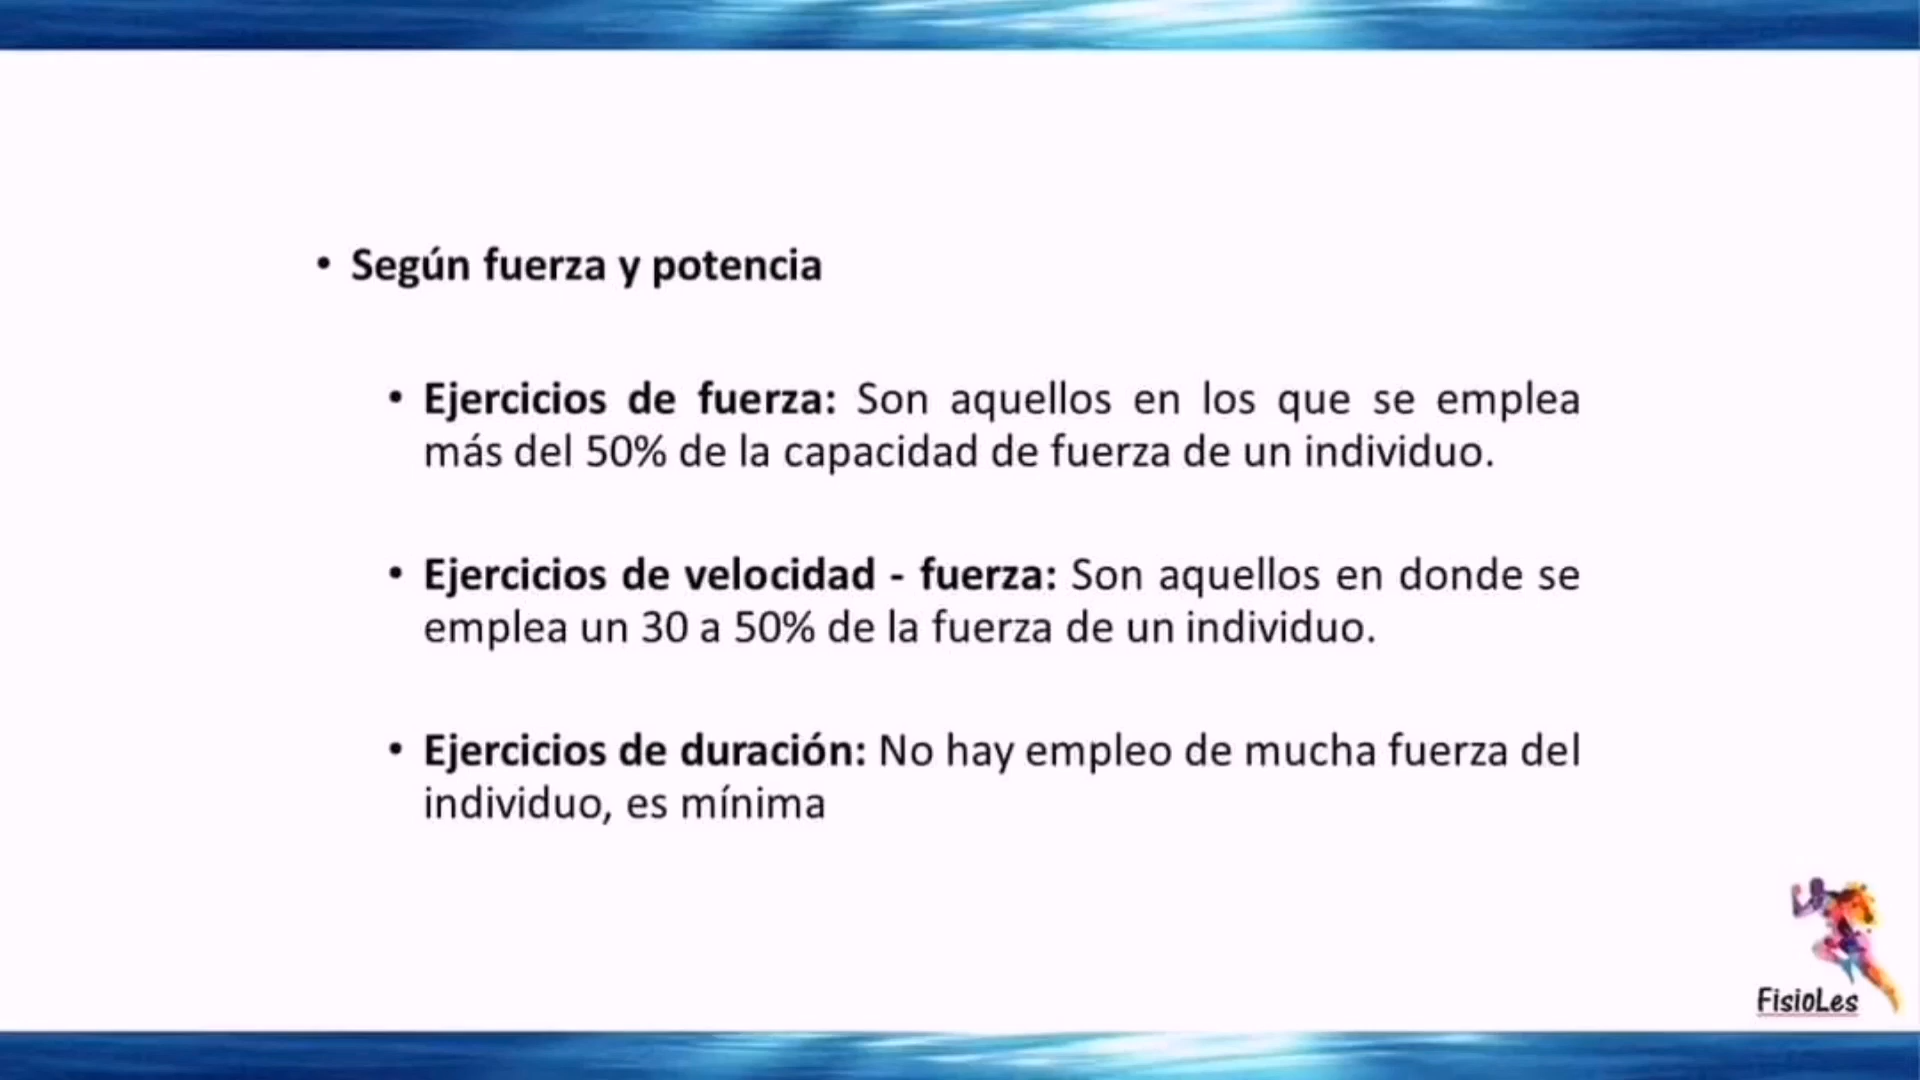 • Según fuerza y potencia
• Ejercicios de fuerza: Son aquellos en los que se emplea
más del 50% de la capacidad de fuerza de un individuo.
• Ejercicios de velocidad - fuerza: Son aquellos en donde se
emplea un 30 a 50% de la fuerza de un individuo.
• Ejercicios de duración: No hay empleo de mucha fuerza del
individuo, es mínima
FisioLes